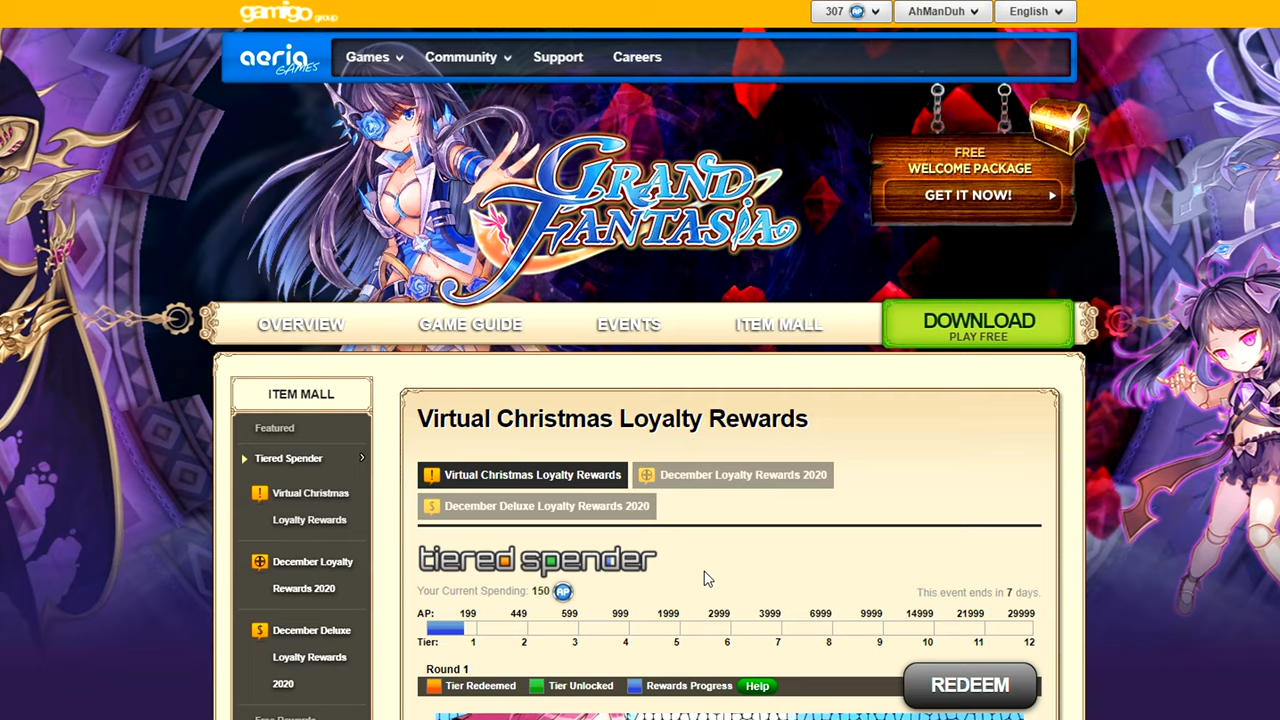 gamigo group
307 AP
AhManDuh
English
aeria GAMES
Games
Community
Support
Careers
GRAND FANTASIA
FREE
WELCOME PACKAGE
GET IT NOW!
OVERVIEW
GAME GUIDE
EVENTS
ITEM MALL
DOWNLOAD
PLAY FREE
ITEM MALL
Featured
Tiered Spender
Virtual Christmas
Loyalty Rewards
December Loyalty
Rewards 2020
December Deluxe
Loyalty Rewards
2020
Free Rewards
Virtual Christmas Loyalty Rewards
Virtual Christmas Loyalty Rewards
December Loyalty Rewards 2020
December Deluxe Loyalty Rewards 2020
tiered spender
Your Current Spending: 150 AP
This event ends in 7 days.
AP: 199 449 599 999 1999 2999 3999 6999 9999 14999 21999 29999
Tier: 1 2 3 4 5 6 7 8 9 10 11 12
Round 1
Tier Redeemed
Tier Unlocked
Rewards Progress
Help
REDEEM